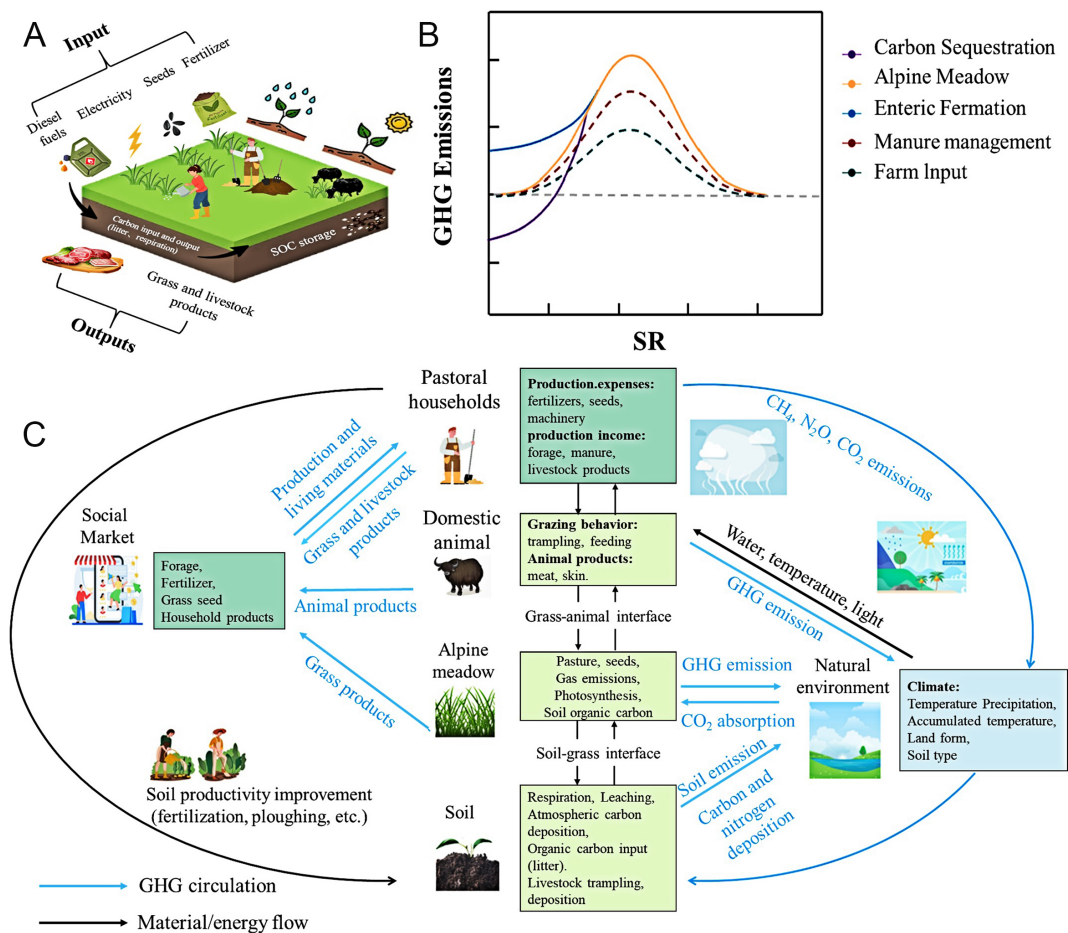 A
Input
Diesel
fuels
Electricity
Seeds
Fertilizer
Carbon input and output
(litter、respiration)
SOC storage
Grass and livestock
products
Outputs
B
GHG Emissions
SR
Carbon Sequestration
Alpine Meadow
Enteric Fermation
Manure management
Farm Input
C
Pastoral
households
Production.expenses:
fertilizers, seeds,
machinery
production income:
forage, manure,
livestock products
CH₄, N₂O, CO₂ emissions
Production and
living materials
Grass and livestock
products
Social
Market
Forage,
Fertilizer,
Grass seed
Household products
Domestic
animal
Animal products
Grazing behavior:
trampling, feeding
Animal products:
meat, skin.
Water, temperature, light
GHG emission
Grass-animal interface
Alpine
meadow
Grass products
Pasture, seeds,
Gas emissions,
Photosynthesis,
Soil organic carbon
GHG emission
CO₂ absorption
Natural
environment
Climate:
Temperature Precipitation,
Accumulated temperature,
Land form,
Soil type
Soil-grass interface
Soil emission
Carbon and
nitrogen
deposition
Soil productivity improvement
(fertilization, ploughing, etc.)
Soil
Respiration, Leaching,
Atmospheric carbon
deposition,
Organic carbon input
(litter).
Livestock trampling,
deposition
GHG circulation
Material/energy flow